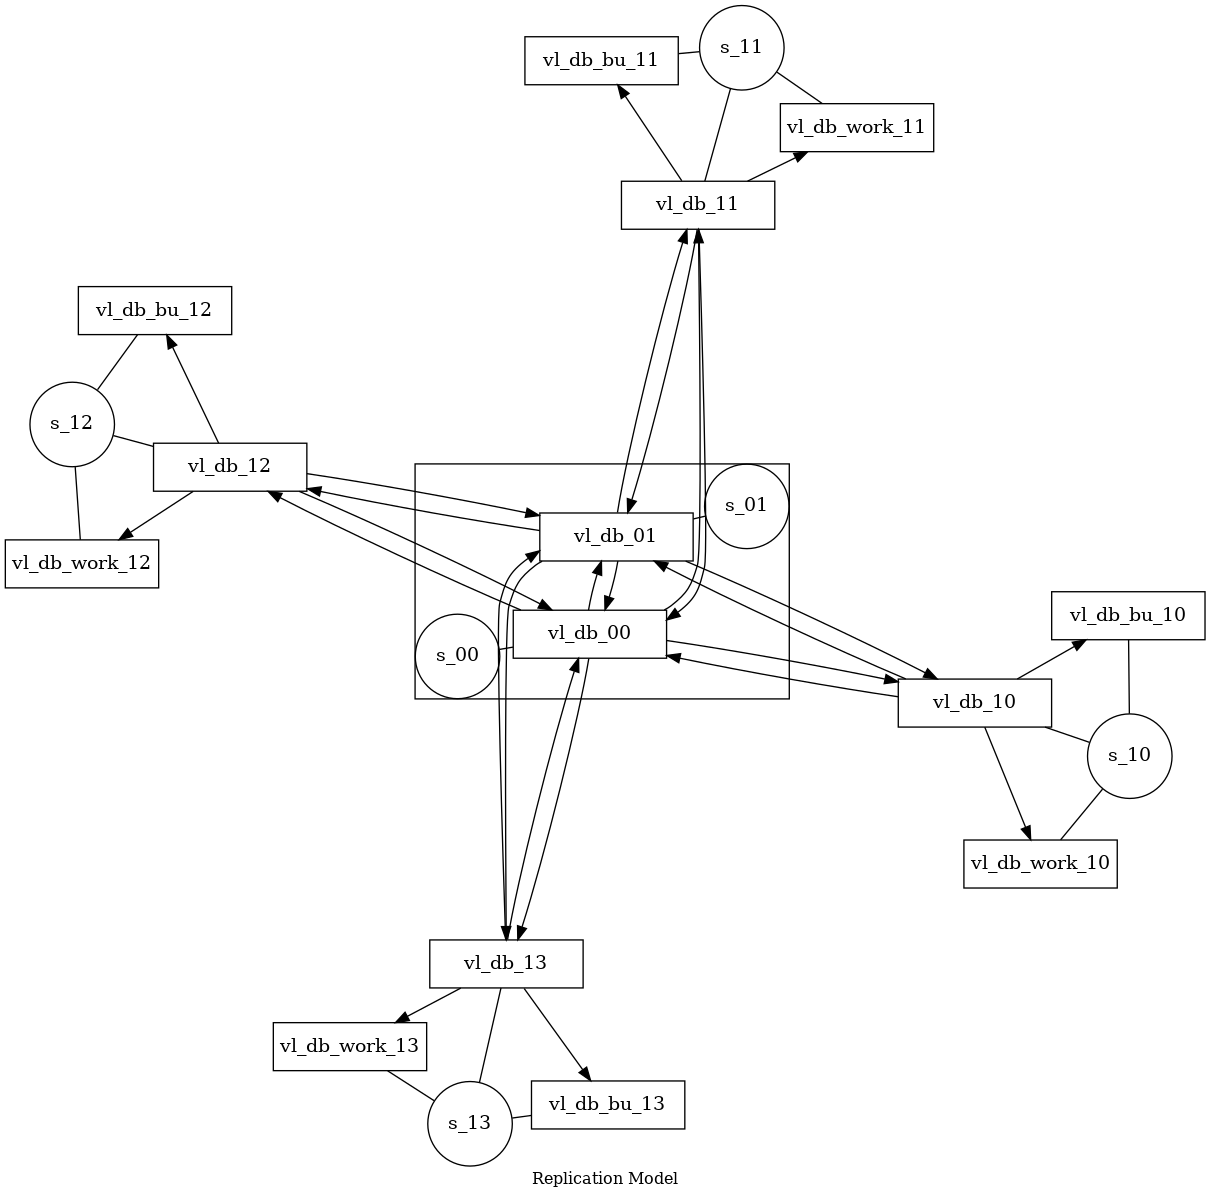 s_11
vl_db_bu_11
vl_db_work_11
vl_db_11
vl_db_bu_12
s_12
vl_db_12
s_01
vl_db_01
vl_db_work_12
vl_db_bu_10
vl_db_00
s_00
vl_db_10
s_10
vl_db_work_10
vl_db_13
vl_db_work_13
vl_db_bu_13
s_13
Replication Model